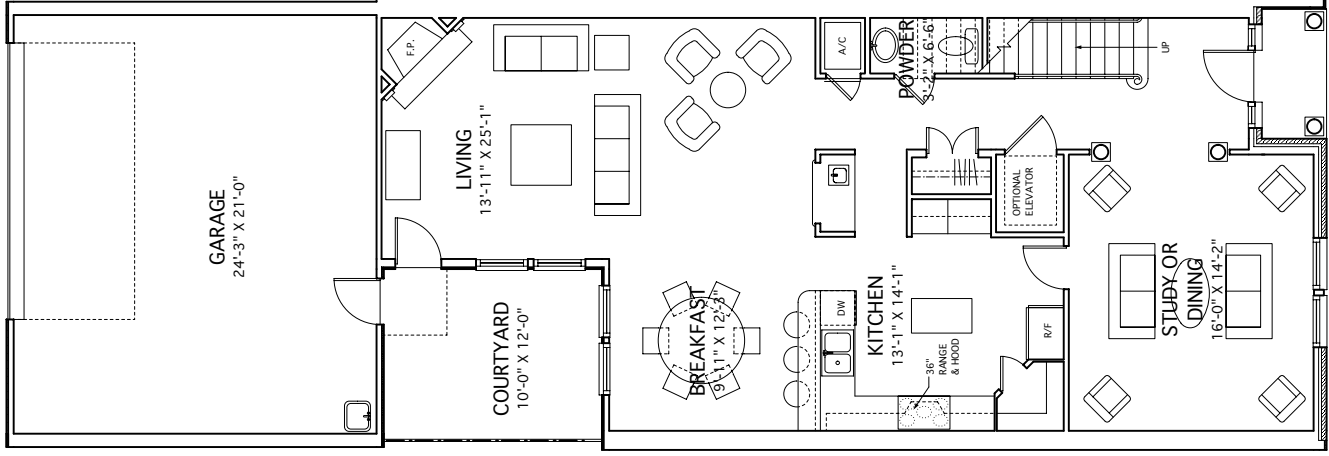 GARAGE
24'-3" X 21'-0"
F.P.
LIVING
13'-11" X 25'-1"
COURTYARD
10'-0" X 12'-0"
BREAKFAST
9'-11" X 12'-3"
A/C
POWDER
3'-2" X 6'-6"
UP
OPTIONAL
ELEVATOR
DW
KITCHEN
13'-1" X 14'-1"
36"
RANGE
& HOOD
R/F
STUDY OR
DINING
16'-0" X 14'-2"